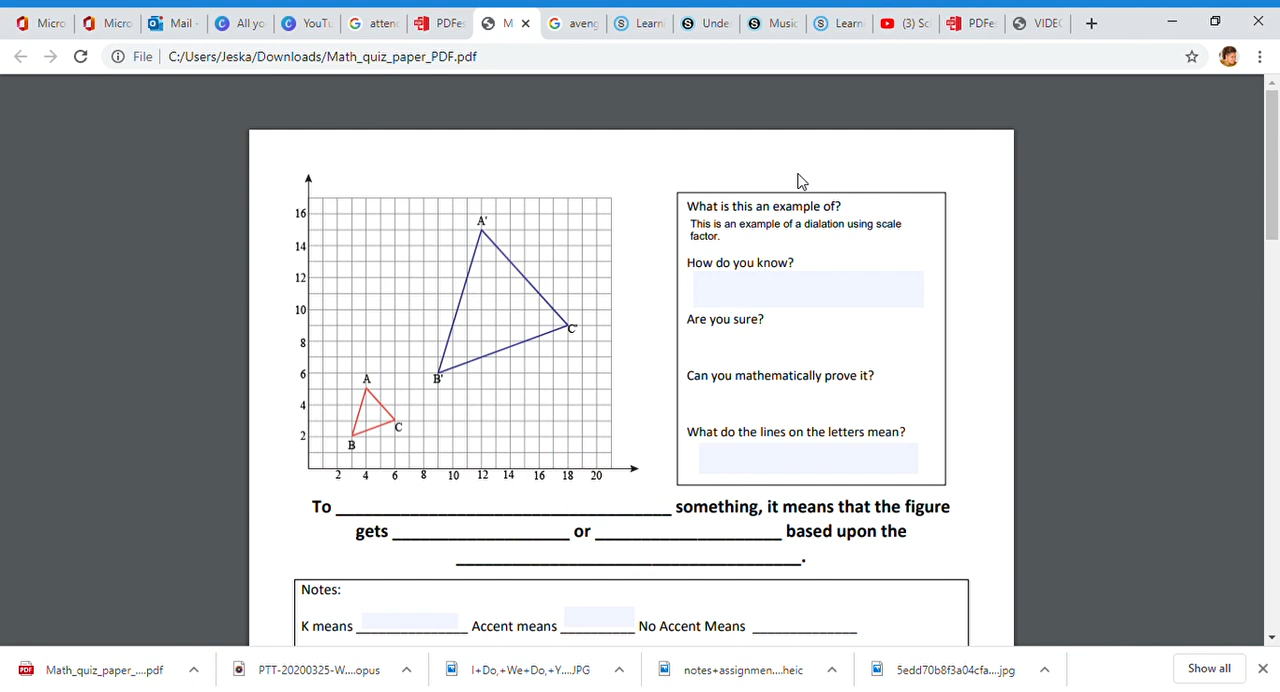 Micro
Micro
Mail -
All yo
YouTu
atten
PDFes
M
aveng
Learn
Unde
Music
Learn
(3) Sc
PDFe
VIDEO
File
C:/Users/Jeska/Downloads/Math_quiz_paper_PDF.pdf
16
14
12
10
8
6
4
2
A'
B'
C'
A
B
C
2 4 6 8 10 12 14 16 18 20
What is this an example of?
This is an example of a dialation using scale
factor.
How do you know?
Are you sure?
Can you mathematically prove it?
What do the lines on the letters mean?
To ________________ something, it means that the figure
gets ________________ or ________________ based upon the
________________.
Notes:
K means ____________ Accent means ________ No Accent Means ____________
Math_quiz_paper_....pdf
PTT-20200325-W....opus
I+Do,+We+Do,+Y....JPG
notes+assignmen....heic
5edd70b8f3a04cfa....jpg
Show all